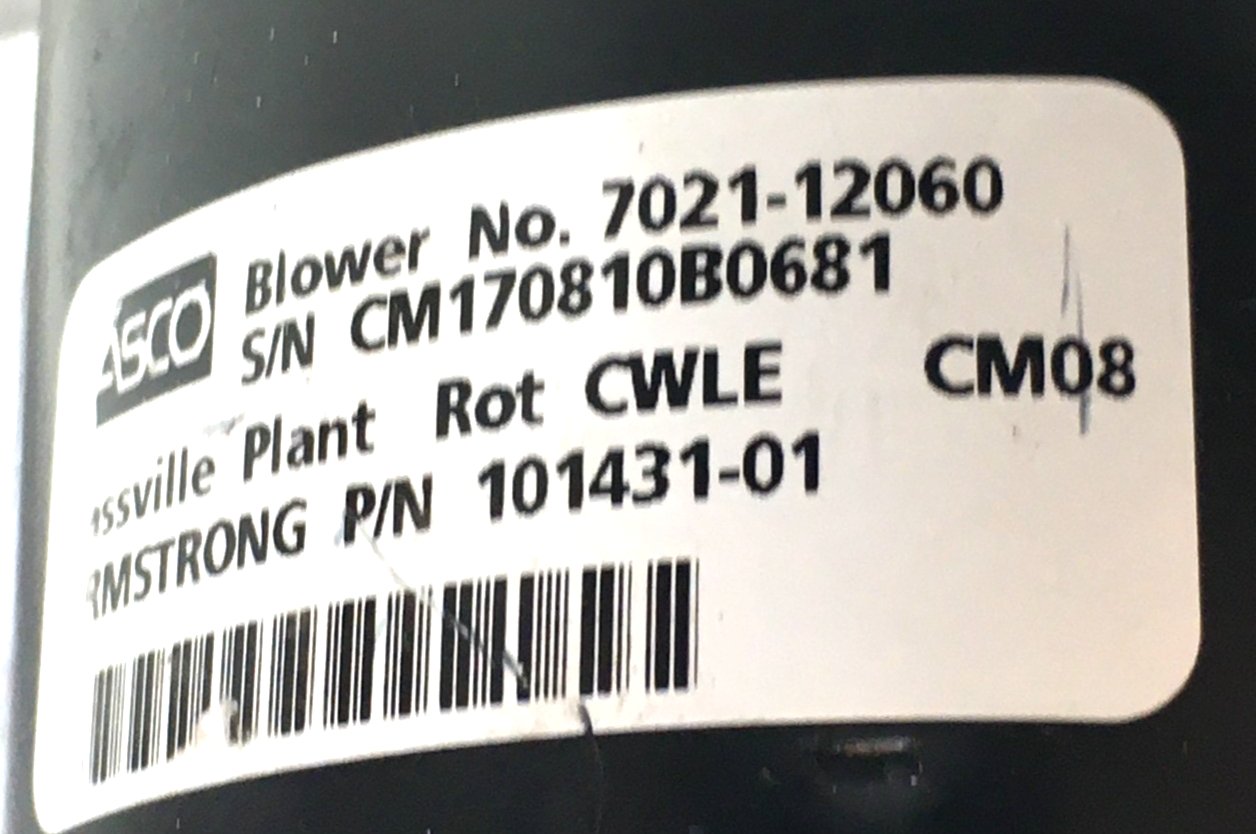 ASCO
Blower No. 7021-12060
S/N CM170810B0681
Plant Rot CWLE CM08
P/N 101431-01